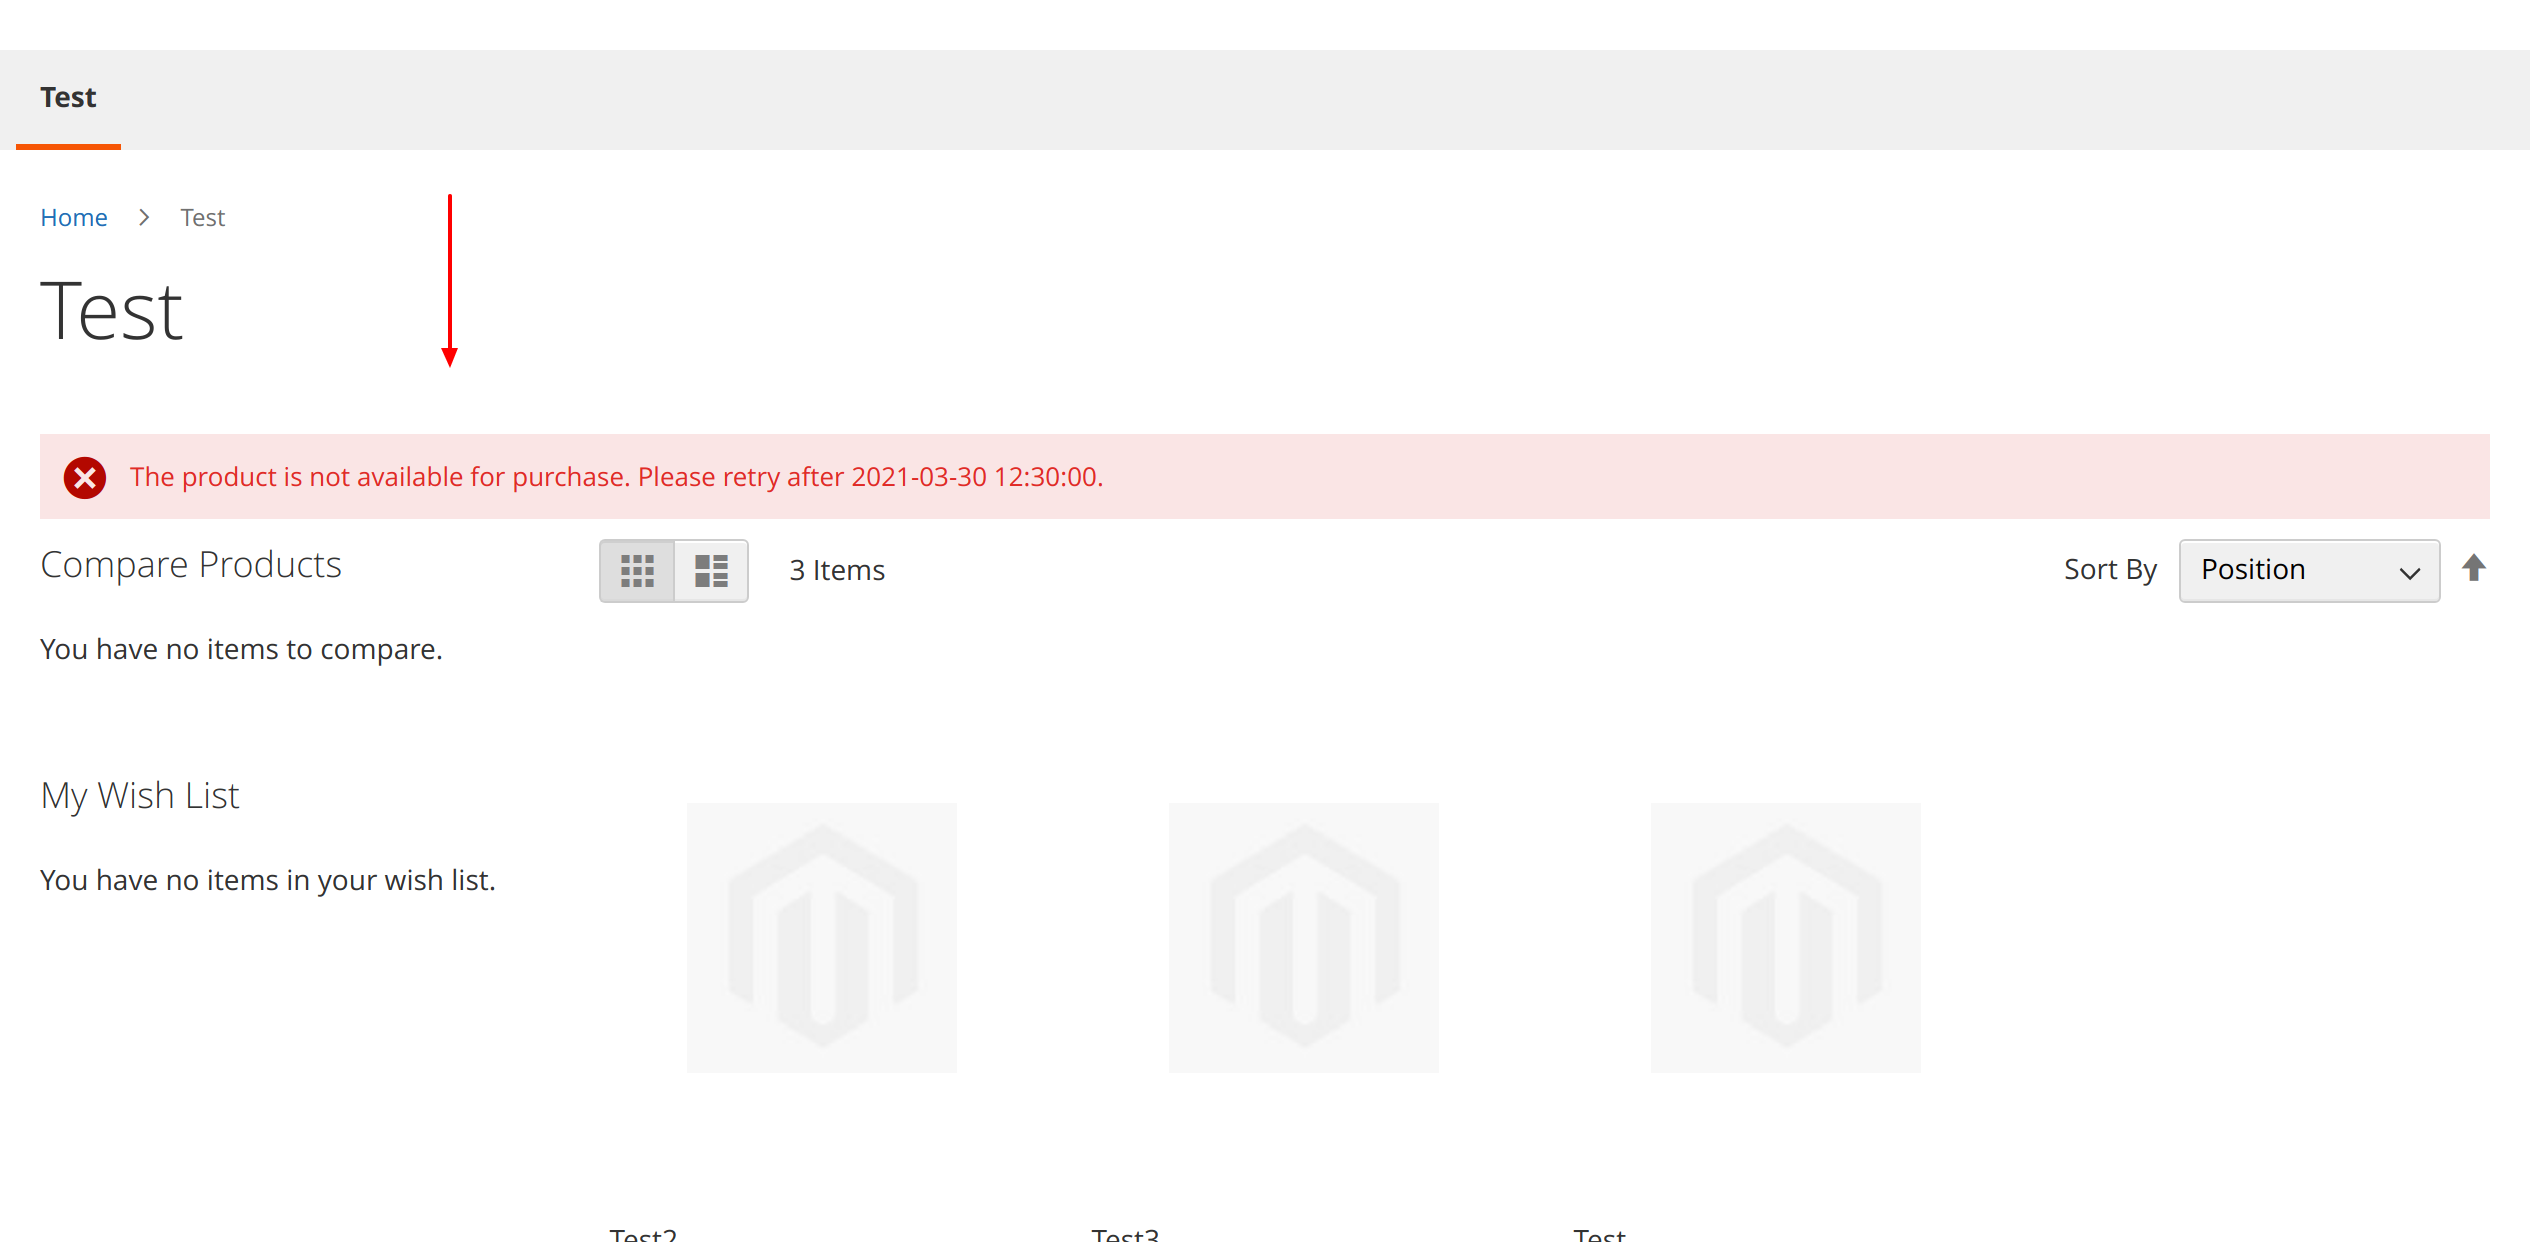 Test
Home > Test
Test
The product is not available for purchase. Please retry after 2021-03-30 12:30:00.
Compare Products
3 Items
Sort By Position
You have no items to compare.
My Wish List
You have no items in your wish list.
Test2
Test3
Test